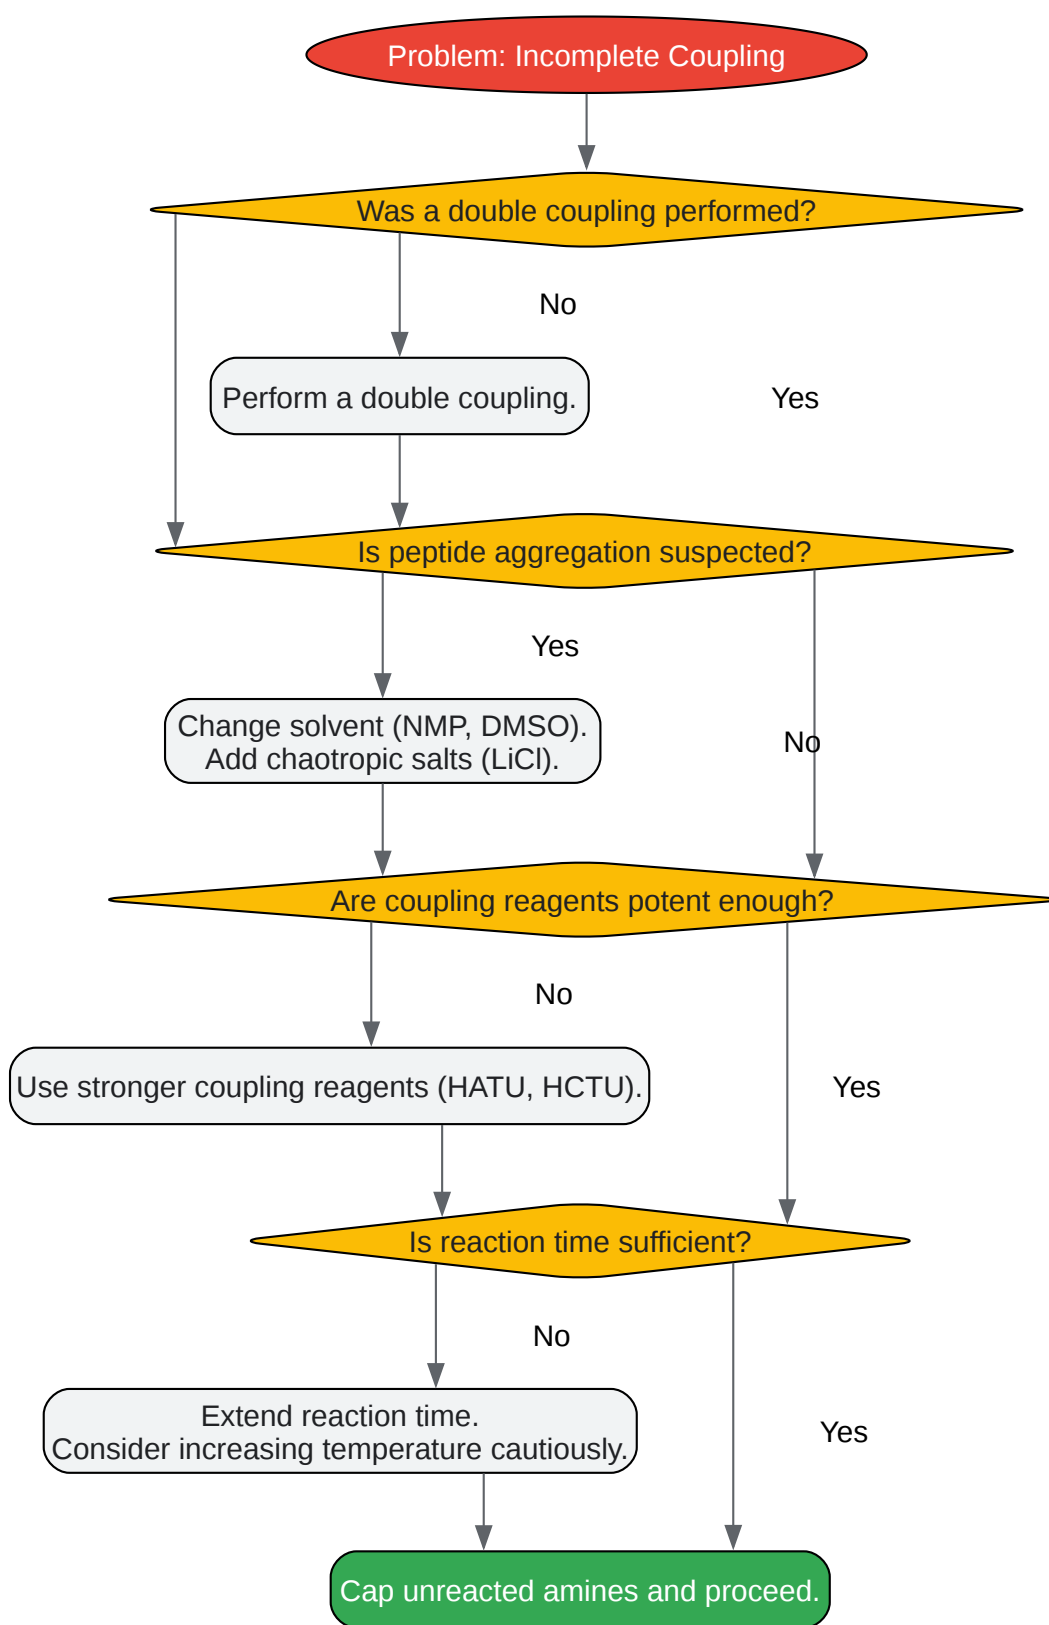 Problem: Incomplete Coupling
Was a double coupling performed?
No
Perform a double coupling.
Yes
Is peptide aggregation suspected?
Yes
Change solvent (NMP, DMSO).
Add chaotropic salts (LiCl).
No
Are coupling reagents potent enough?
No
Use stronger coupling reagents (HATU, HCTU).
Yes
Is reaction time sufficient?
No
Extend reaction time.
Consider increasing temperature cautiously.
Yes
Cap unreacted amines and proceed.